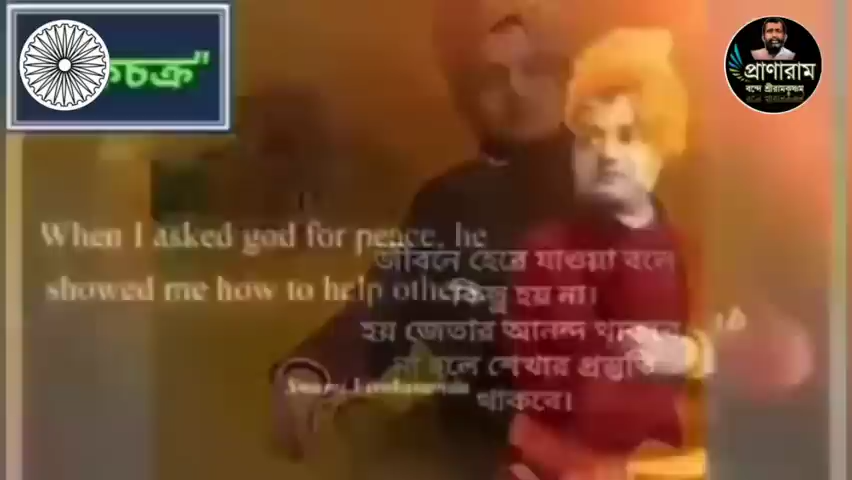 চক্র"
প্রাণারাম
বন্দে শ্রীরামকৃষ্ণম
When I asked god for peace, he
showed me how to help others.
জীবনে হেরে যাওয়া বলে
কিছু হয় না।
হয় জেতার আনন্দ থাকবে
না হলে শেখার প্রস্তুতি
থাকবে।